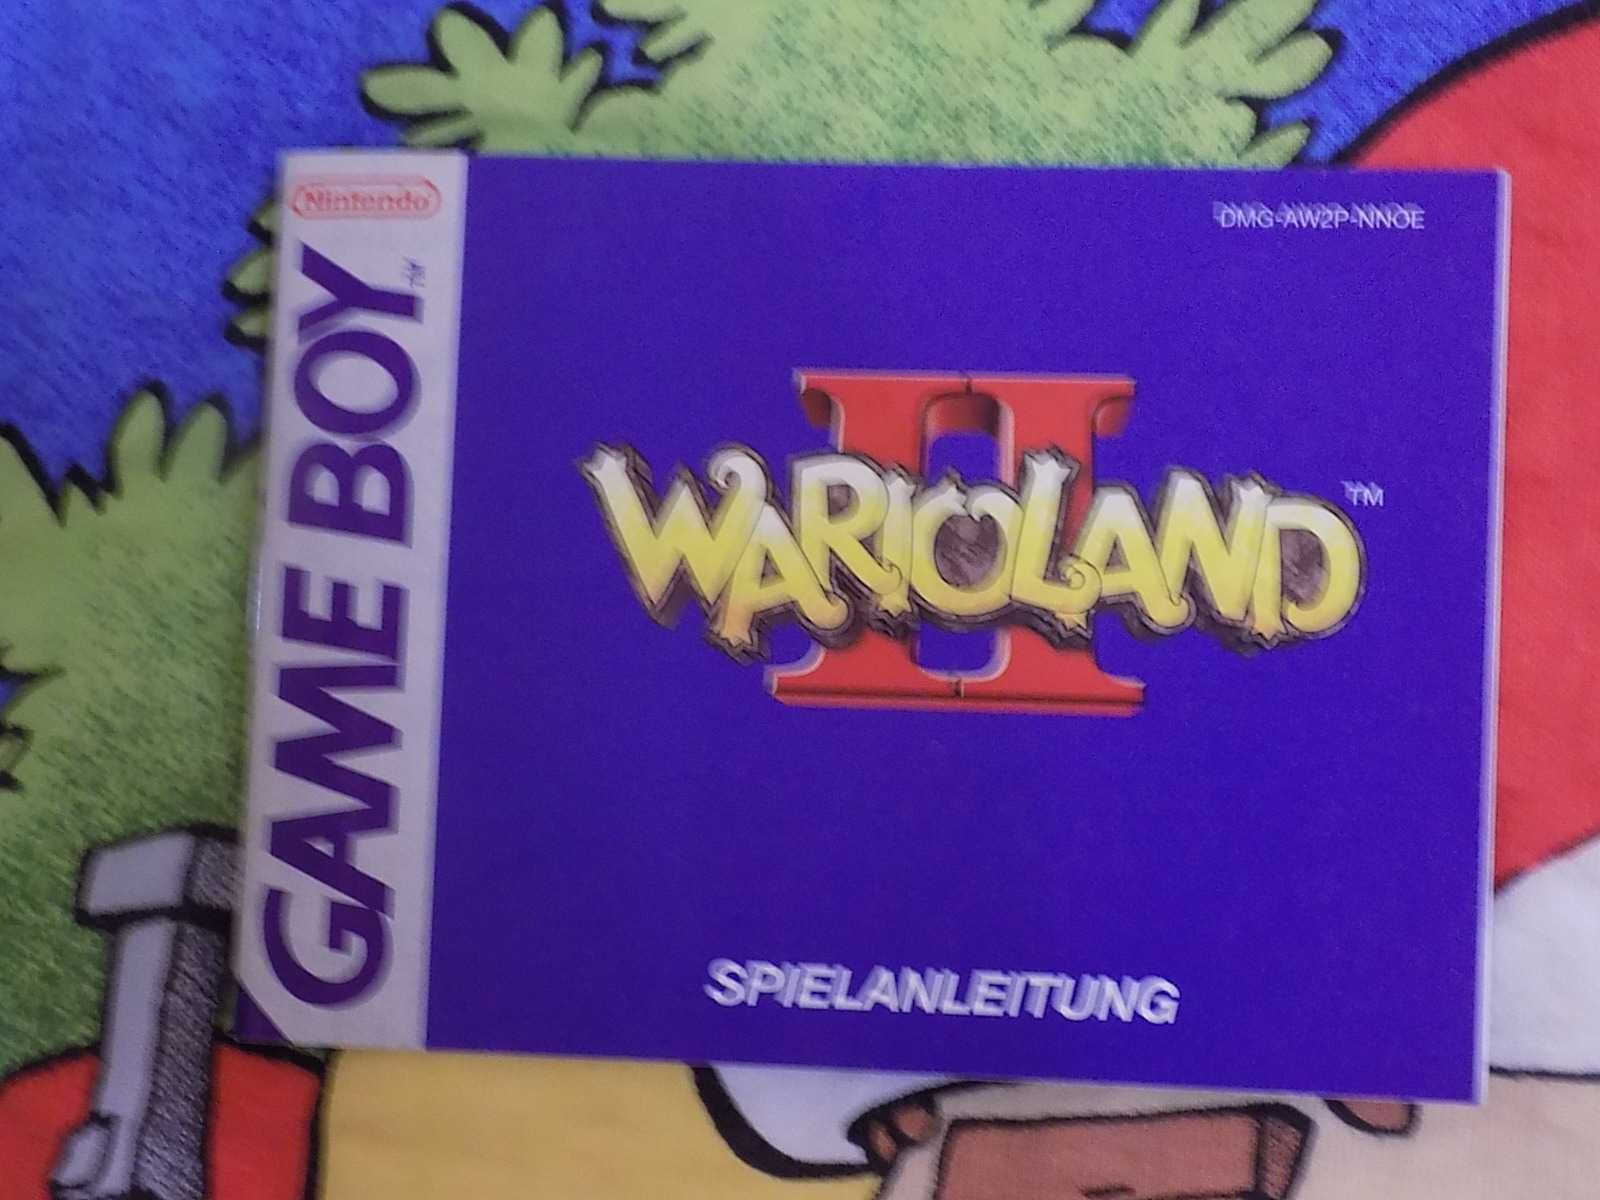 Nintendo
GAME BOY™
DMG-AW2P-NNOE
II
WARIOLAND™
SPIELANLEITUNG